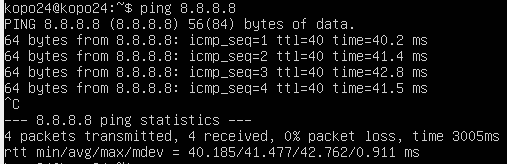 kopo24@kopo24:~$ ping 8.8.8.8
PING 8.8.8.8 (8.8.8.8) 56(84) bytes of data.
64 bytes from 8.8.8.8: icmp_seq=1 ttl=40 time=40.2 ms
64 bytes from 8.8.8.8: icmp_seq=2 ttl=40 time=41.4 ms
64 bytes from 8.8.8.8: icmp_seq=3 ttl=40 time=42.8 ms
64 bytes from 8.8.8.8: icmp_seq=4 ttl=40 time=41.5 ms
^C
--- 8.8.8.8 ping statistics ---
4 packets transmitted, 4 received, 0% packet loss, time 3005ms
rtt min/avg/max/mdev = 40.185/41.477/42.762/0.911 ms